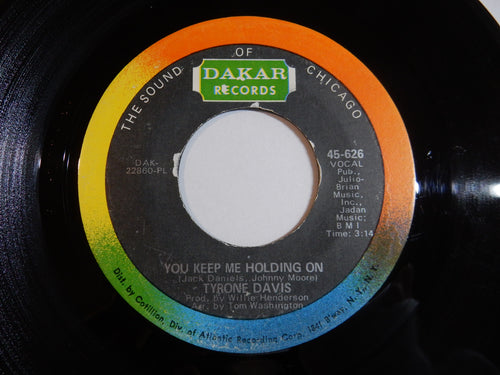 THE SOUND OF CHICAGO
DAKAR
RECORDS
DAK-
22860-PL
45-626
VOCAL
Pub.,
Julio-
Brian
Music,
Inc.,
Jadan
Music;
BMI
Time: 3:14
YOU KEEP ME HOLDING ON
(Jack Daniels, Johnny Moore)
TYRONE DAVIS
Prod. by Willie Henderson
Arr. by Tom Washington
Dist. by Cotillion, Div. of Atlantic Recording Corp. 1841 B'way, N.Y. N.Y.